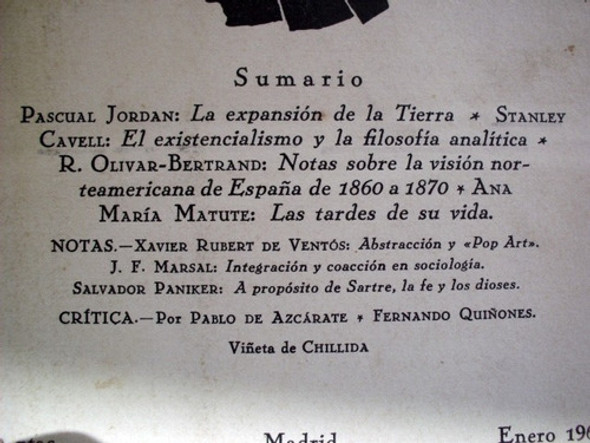 Sumario
PASCUAL JORDAN: La expansión de la Tierra * STANLEY
CAVELL: El existencialismo y la filosofía analítica *
R. OLIVAR-BERTRAND: Notas sobre la visión nor-
teamericana de España de 1860 a 1870 * ANA
MARÍA MATUTE: Las tardes de su vida.
NOTAS.—XAVIER RUBERT DE VENTÓS: Abstracción y «Pop Art».
J. F. MARSAL: Integración y coacción en sociología.
SALVADOR PANIKER: A propósito de Sartre, la fe y los dioses.
CRÍTICA.—Por PABLO DE AZCÁRATE * FERNANDO QUIÑONES.
Viñeta de CHILLIDA
Madrid
Enero